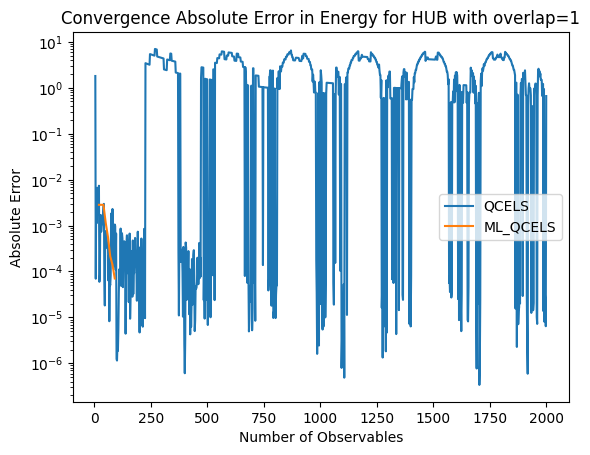 Convergence Absolute Error in Energy for HUB with overlap=1
10^1
10^0
10^-1
10^-2
10^-3
10^-4
10^-5
10^-6
Absolute Error
QCELS
ML_QCELS
0 250 500 750 1000 1250 1500 1750 2000
Number of Observables